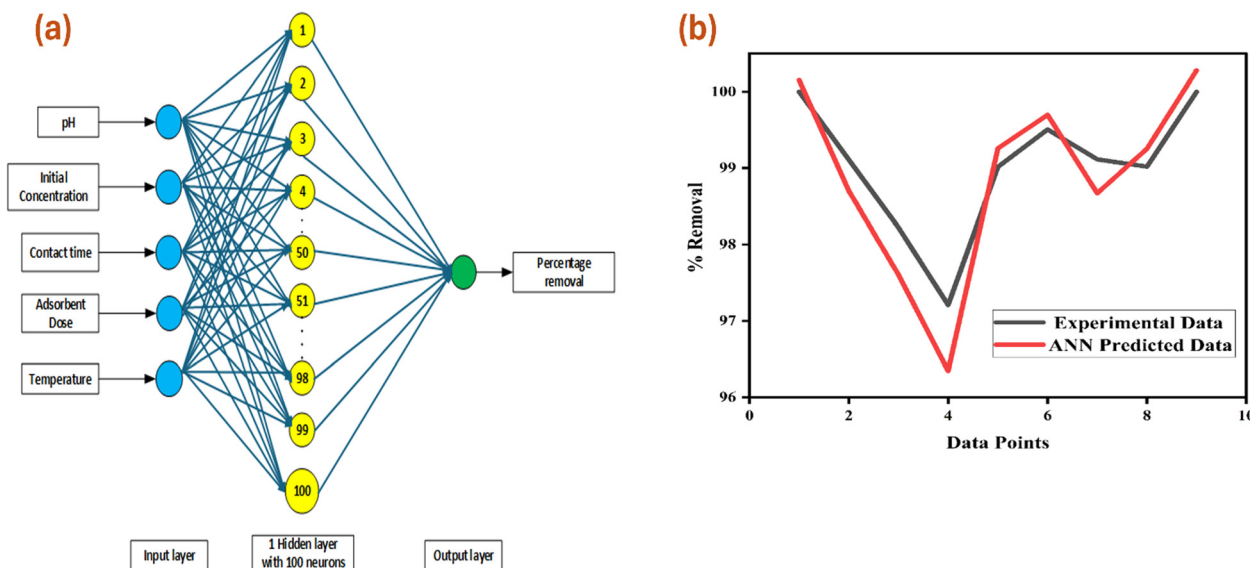 (a)
pH
Initial
Concentration
Contact time
Adsorbent
Dose
Temperature
1
2
3
4
50
51
98
99
100
Percentage
removal
Input layer
1 Hidden layer
with 100 neurons
Output layer
(b)
% Removal
100
99
98
97
96
0
2
4
6
8
10
Data Points
Experimental Data
ANN Predicted Data